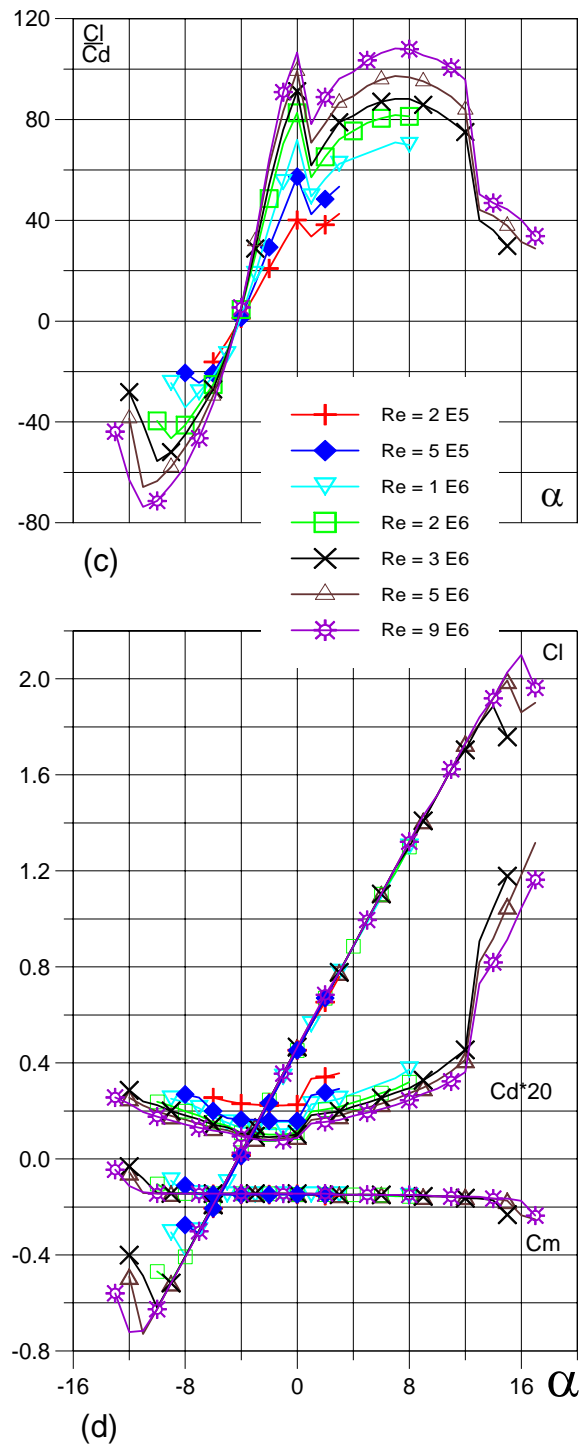 Cl
Cd
120
80
40
0
-40
-80
α
(c)
Re = 2 E5
Re = 5 E5
Re = 1 E6
Re = 2 E6
Re = 3 E6
Re = 5 E6
Re = 9 E6
Cl
2.0
1.6
1.2
0.8
0.4
Cd*20
0.0
Cm
-0.4
-0.8
-16 -8 0 8 16 α
(d)